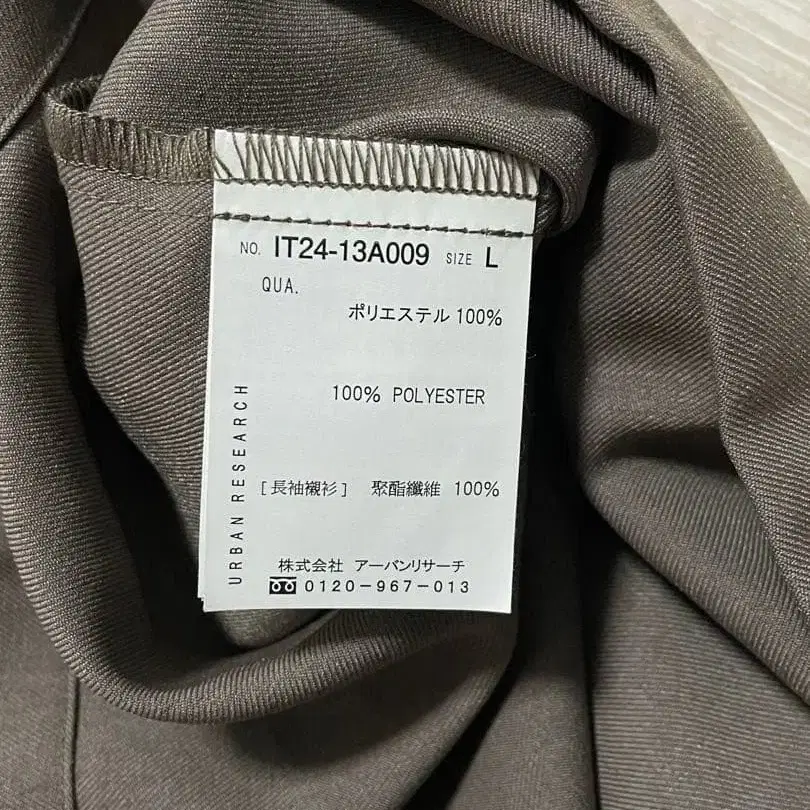 NO. IT24-13A009 SIZE L
QUA.
ポリエステル 100%
100% POLYESTER
[長袖襯衫] 聚酯纖維 100%
URBAN RESEARCH
株式会社 アーバンリサーチ
0120-967-013